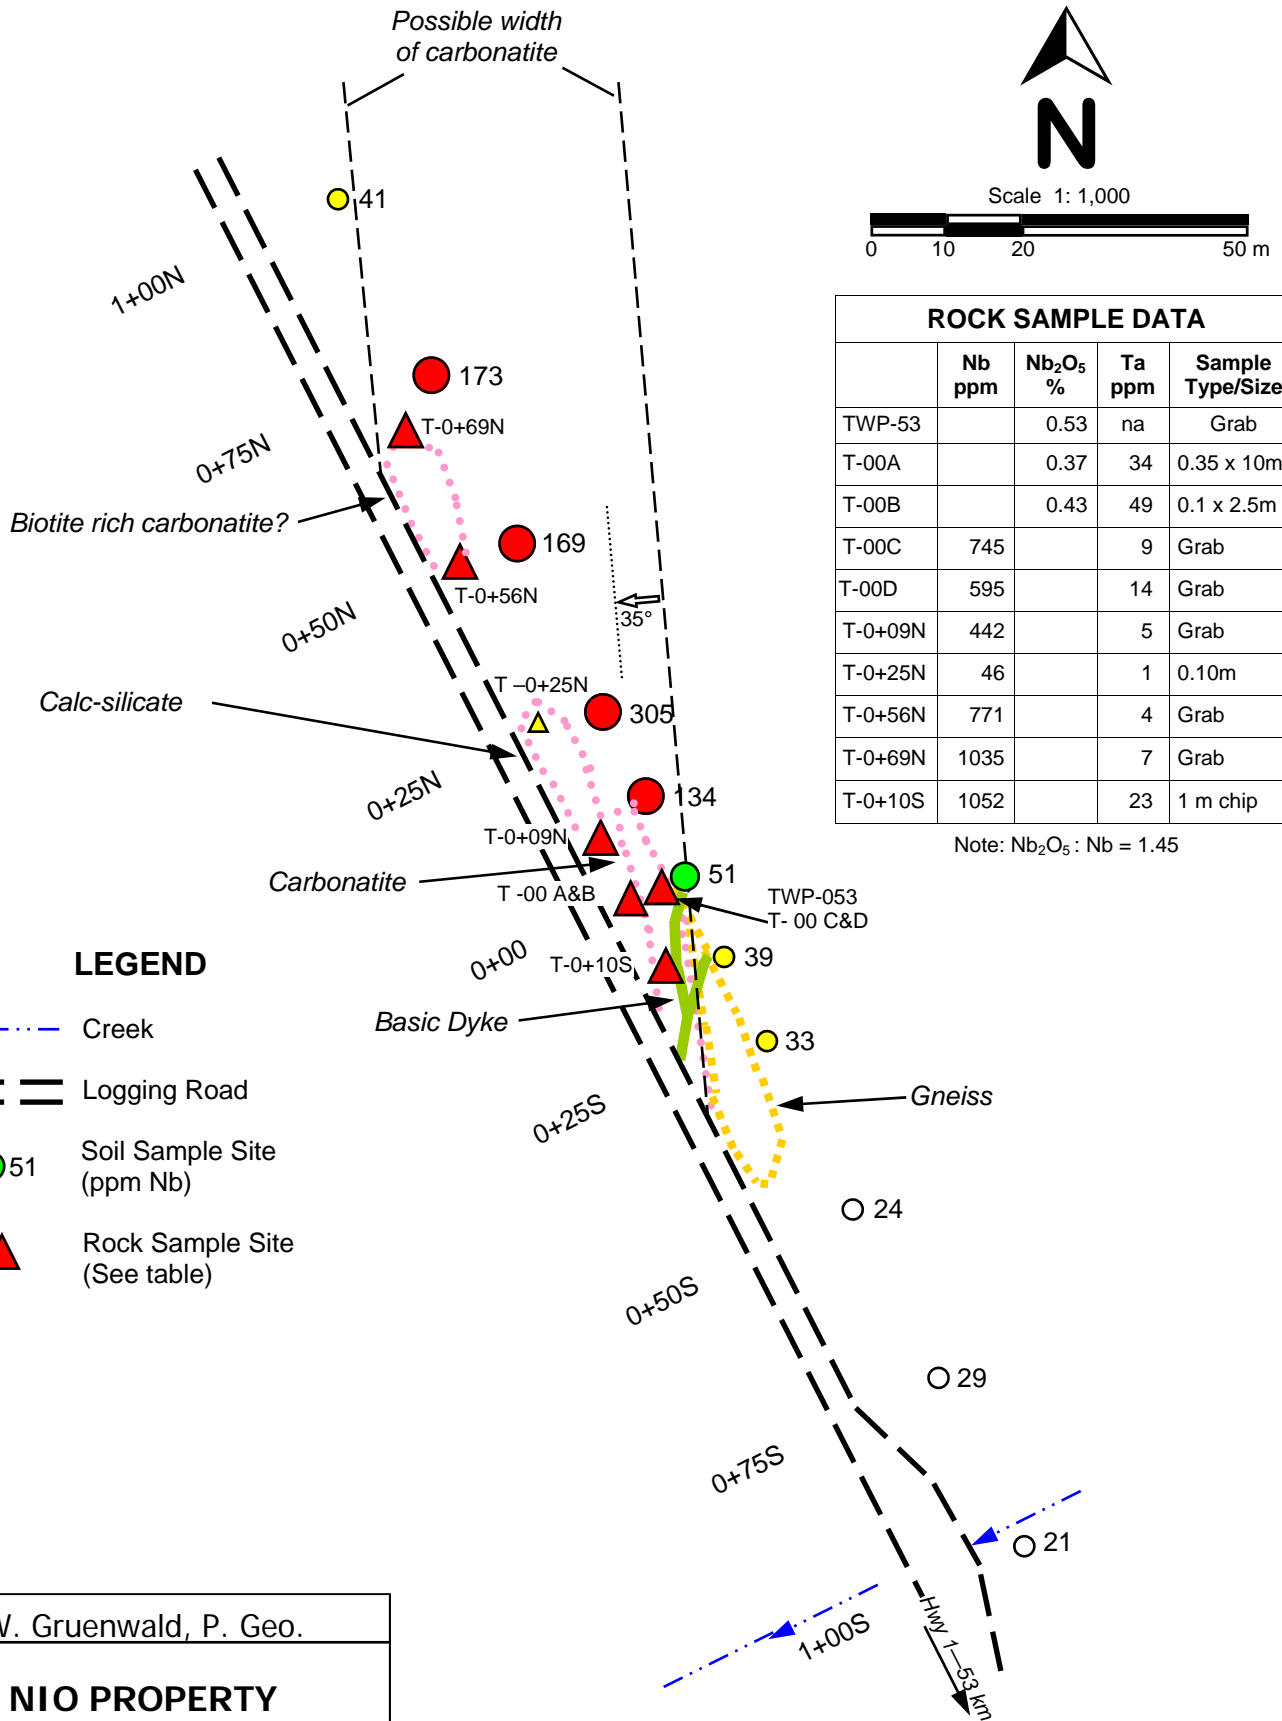 Possible width
of carbonatite
N
Scale 1: 1,000
0 10 20 50 m
41
1+00N
173
T-0+69N
0+75N
Biotite rich carbonatite?
169
T-0+56N
35°
0+50N
Calc-silicate
T –0+25N
305
0+25N
134
T-0+09N
Carbonatite
T -00 A&B
51
TWP-053
T- 00 C&D
0+00
T-0+10S
39
Basic Dyke
33
0+25S
Gneiss
24
0+50S
29
0+75S
21
1+00S
Hwy 1—53 km
ROCK SAMPLE DATA
Nb ppm Nb₂O₅ % Ta ppm Sample Type/Size
TWP-53 0.53 na Grab
T-00A 0.37 34 0.35 x 10m
T-00B 0.43 49 0.1 x 2.5m
T-00C 745 9 Grab
T-00D 595 14 Grab
T-0+09N 442 5 Grab
T-0+25N 46 1 0.10m
T-0+56N 771 4 Grab
T-0+69N 1035 7 Grab
T-0+10S 1052 23 1 m chip
Note: Nb₂O₅ : Nb = 1.45
LEGEND
Creek
Logging Road
51 Soil Sample Site
(ppm Nb)
Rock Sample Site
(See table)
W. Gruenwald, P. Geo.
NIO PROPERTY